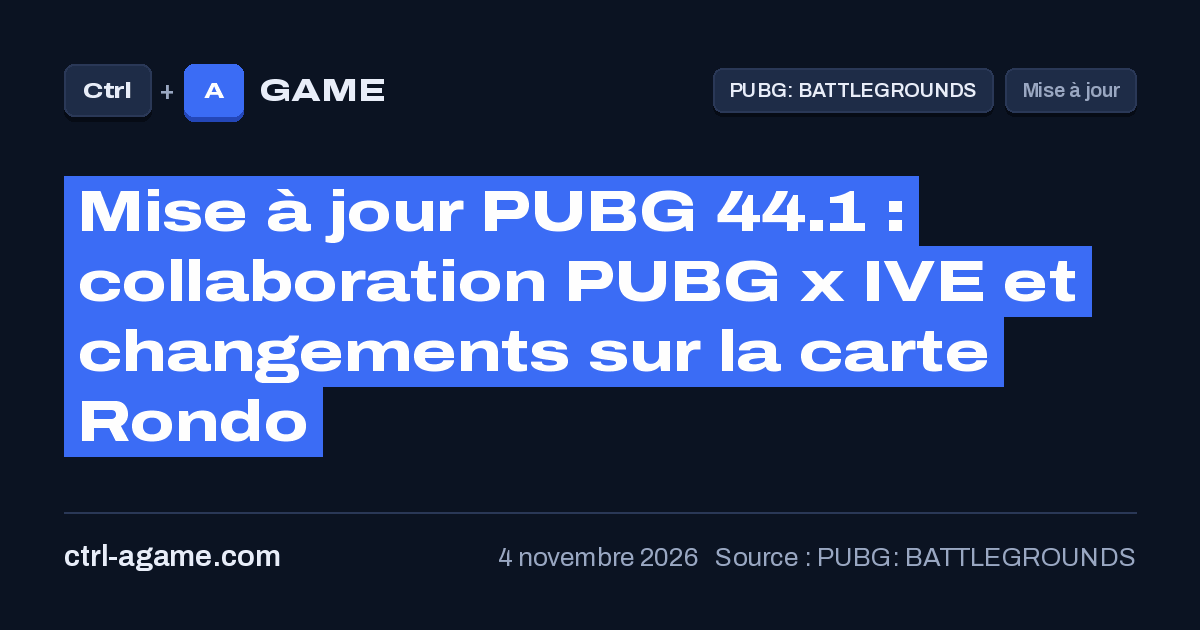 Ctrl + A GAME
PUBG: BATTLEGROUNDS
Mise à jour
Mise à jour PUBG 44.1 :
collaboration PUBG x IVE et
changements sur la carte
Rondo
ctrl-agame.com
4 novembre 2026 Source : PUBG: BATTLEGROUNDS